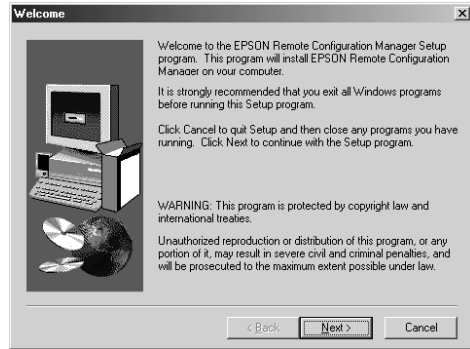 Welcome
Welcome to the EPSON Remote Configuration Manager Setup
program. This program will install EPSON Remote Configuration
Manager on your computer.
It is strongly recommended that you exit all Windows programs
before running this Setup program.
Click Cancel to quit Setup and then close any programs you have
running. Click Next to continue with the Setup program.
WARNING: This program is protected by copyright law and
international treaties.
Unauthorized reproduction or distribution of this program, or any
portion of it, may result in severe civil and criminal penalties, and
will be prosecuted to the maximum extent possible under law.
< Back Next > Cancel